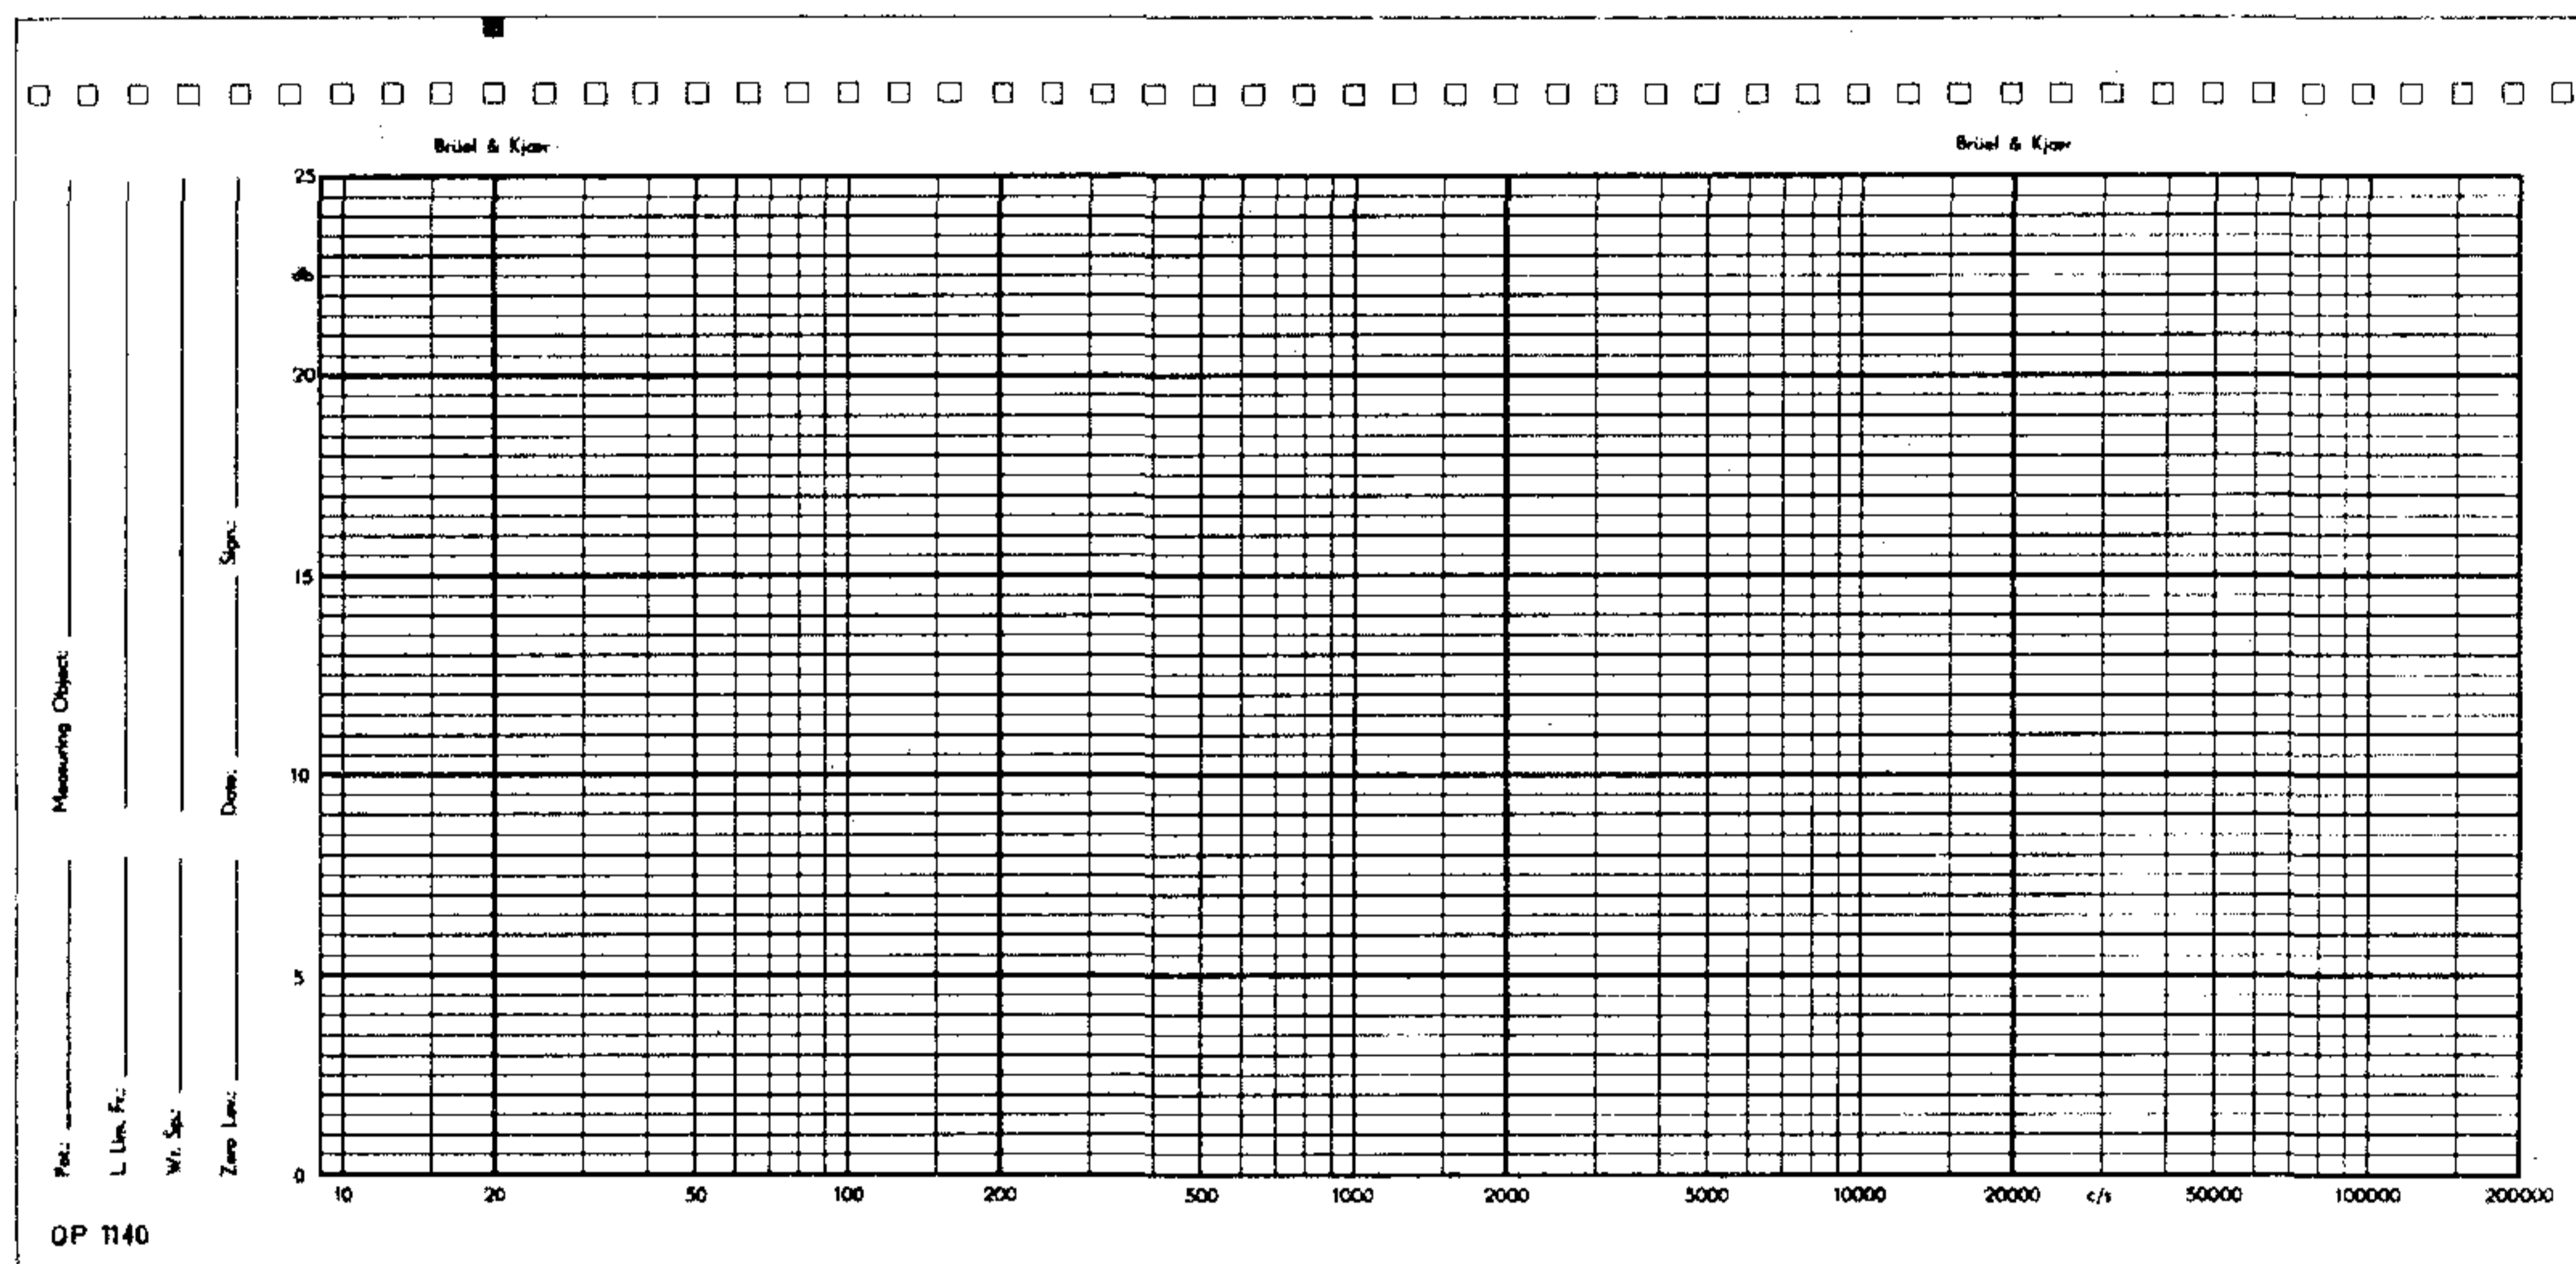 Brüel & Kjær
Brüel & Kjær
Measuring Object:
Sign.:
Date:
Pot.:
L. Lim. Fr.:
Wr. Sp.:
Zero Lev.:
25
db
20
15
10
5
0
10 20 50 100 200 500 1000 2000 5000 10000 20000 c/s 50000 100000 200000
QP 1140